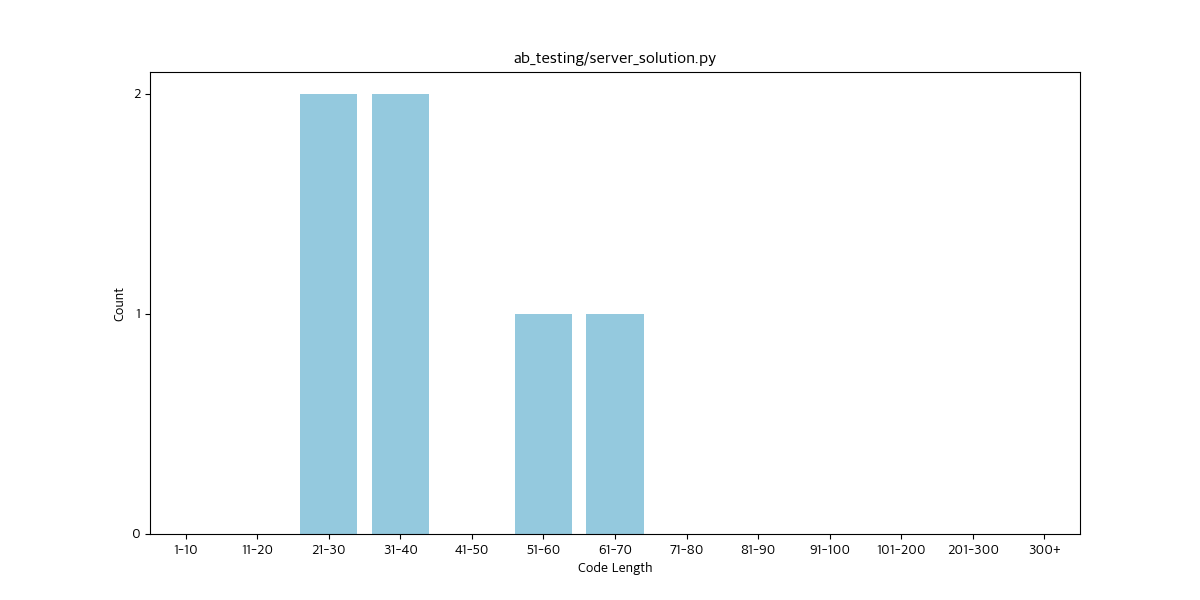 ab_testing/server_solution.py
Count
2
1
0
1-10 11-20 21-30 31-40 41-50 51-60 61-70 71-80 81-90 91-100 101-200 201-300 300+
Code Length